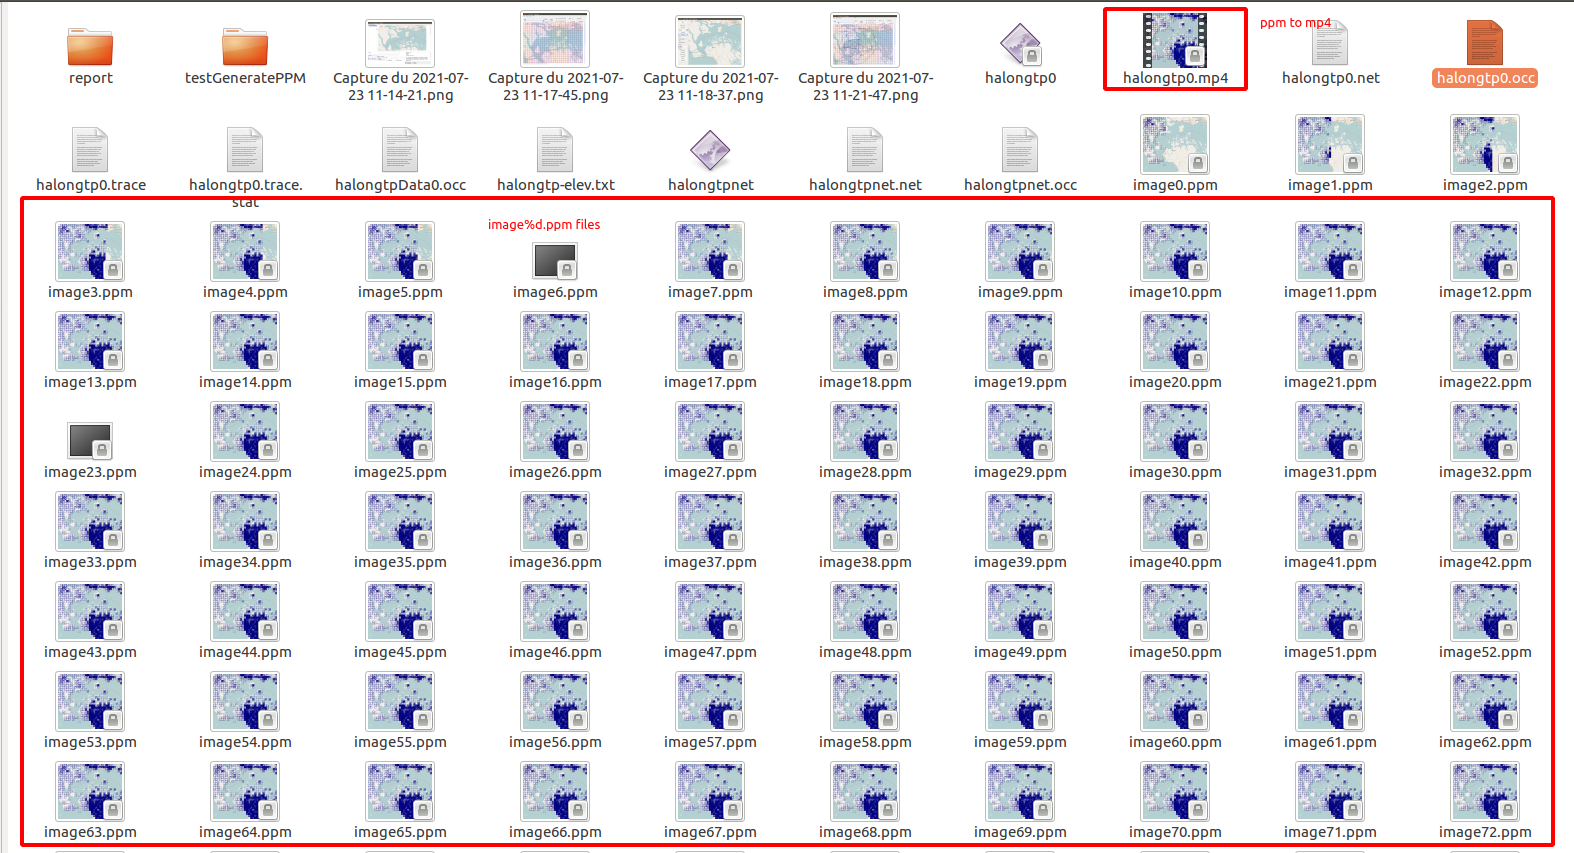 ppm to mp4
report
testGeneratePPM
Capture du 2021-07-
23 11-14-21.png
Capture du 2021-07-
23 11-17-45.png
Capture du 2021-07-
23 11-18-37.png
Capture du 2021-07-
23 11-21-47.png
halongtp0
halongtp0.mp4
halongtp0.net
halongtp0.occ
halongtp0.trace
halongtp0.trace.
stat
halongtpData0.occ
halongtp-elev.txt
halongtpnet
halongtpnet.net
halongtpnet.occ
image0.ppm
image1.ppm
image2.ppm
image%d.ppm files
image3.ppm
image4.ppm
image5.ppm
image6.ppm
image7.ppm
image8.ppm
image9.ppm
image10.ppm
image11.ppm
image12.ppm
image13.ppm
image14.ppm
image15.ppm
image16.ppm
image17.ppm
image18.ppm
image19.ppm
image20.ppm
image21.ppm
image22.ppm
image23.ppm
image24.ppm
image25.ppm
image26.ppm
image27.ppm
image28.ppm
image29.ppm
image30.ppm
image31.ppm
image32.ppm
image33.ppm
image34.ppm
image35.ppm
image36.ppm
image37.ppm
image38.ppm
image39.ppm
image40.ppm
image41.ppm
image42.ppm
image43.ppm
image44.ppm
image45.ppm
image46.ppm
image47.ppm
image48.ppm
image49.ppm
image50.ppm
image51.ppm
image52.ppm
image53.ppm
image54.ppm
image55.ppm
image56.ppm
image57.ppm
image58.ppm
image59.ppm
image60.ppm
image61.ppm
image62.ppm
image63.ppm
image64.ppm
image65.ppm
image66.ppm
image67.ppm
image68.ppm
image69.ppm
image70.ppm
image71.ppm
image72.ppm